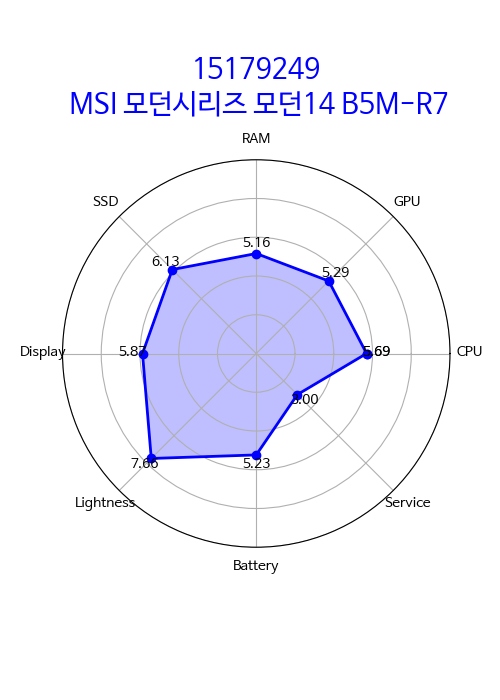 15179249
MSI 모던시리즈 모던14 B5M-R7
RAM
SSD
GPU
5.16
6.13
5.29
Display
5.87
5.69
CPU
3.00
7.66
5.23
Lightness
Service
Battery